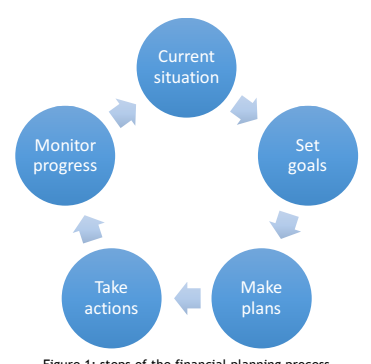 Current
situation
Set
goals
Make
plans
Take
actions
Monitor
progress
Figure 1: steps of the financial planning process